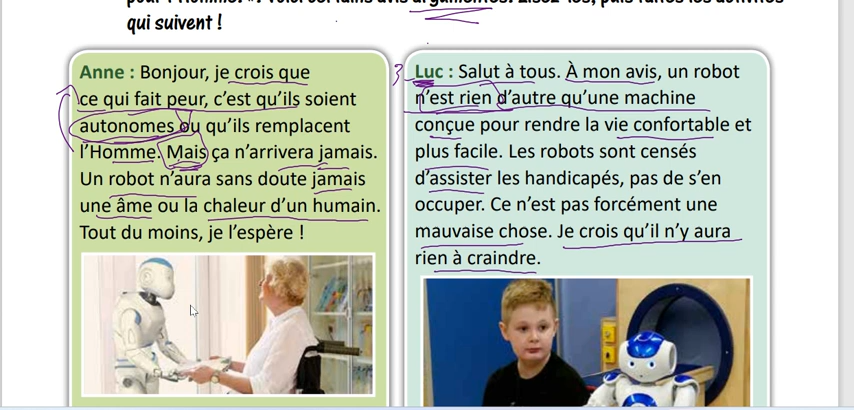 qui suivent !
Anne : Bonjour, je crois que
ce qui fait peur, c'est qu'ils soient
autonomes ou qu'ils remplacent
l'Homme. Mais ça n'arrivera jamais.
Un robot n'aura sans doute jamais
une âme ou la chaleur d'un humain.
Tout du moins, je l'espère !
Luc : Salut à tous. À mon avis, un robot
n'est rien d'autre qu'une machine
conçue pour rendre la vie confortable et
plus facile. Les robots sont censés
d'assister les handicapés, pas de s'en
occuper. Ce n'est pas forcément une
mauvaise chose. Je crois qu'il n'y aura
rien à craindre.